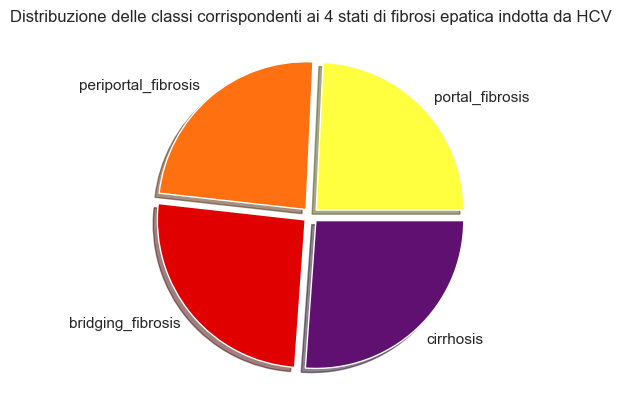 Distribuzione delle classi corrispondenti ai 4 stati di fibrosi epatica indotta da HCV
periportal_fibrosis
portal_fibrosis
bridging_fibrosis
cirrhosis